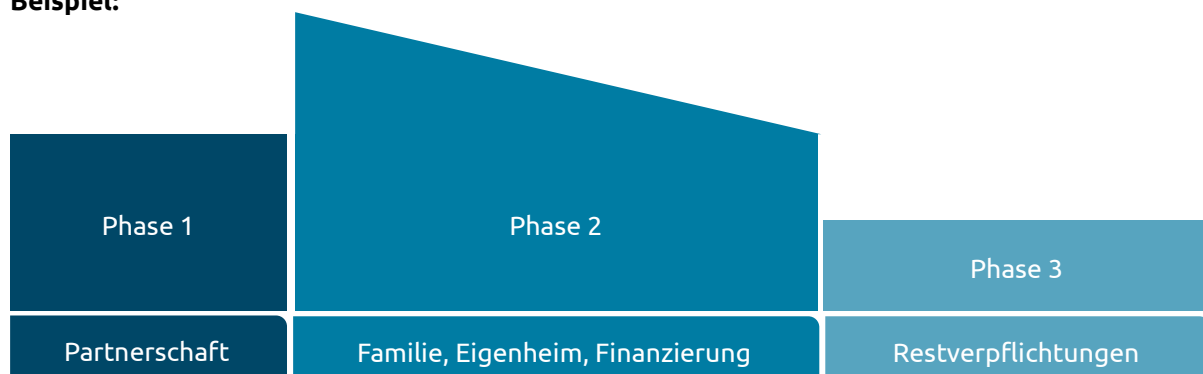 Beispiel:
Phase 1
Phase 2
Phase 3
Partnerschaft
Familie, Eigenheim, Finanzierung
Restverpflichtungen